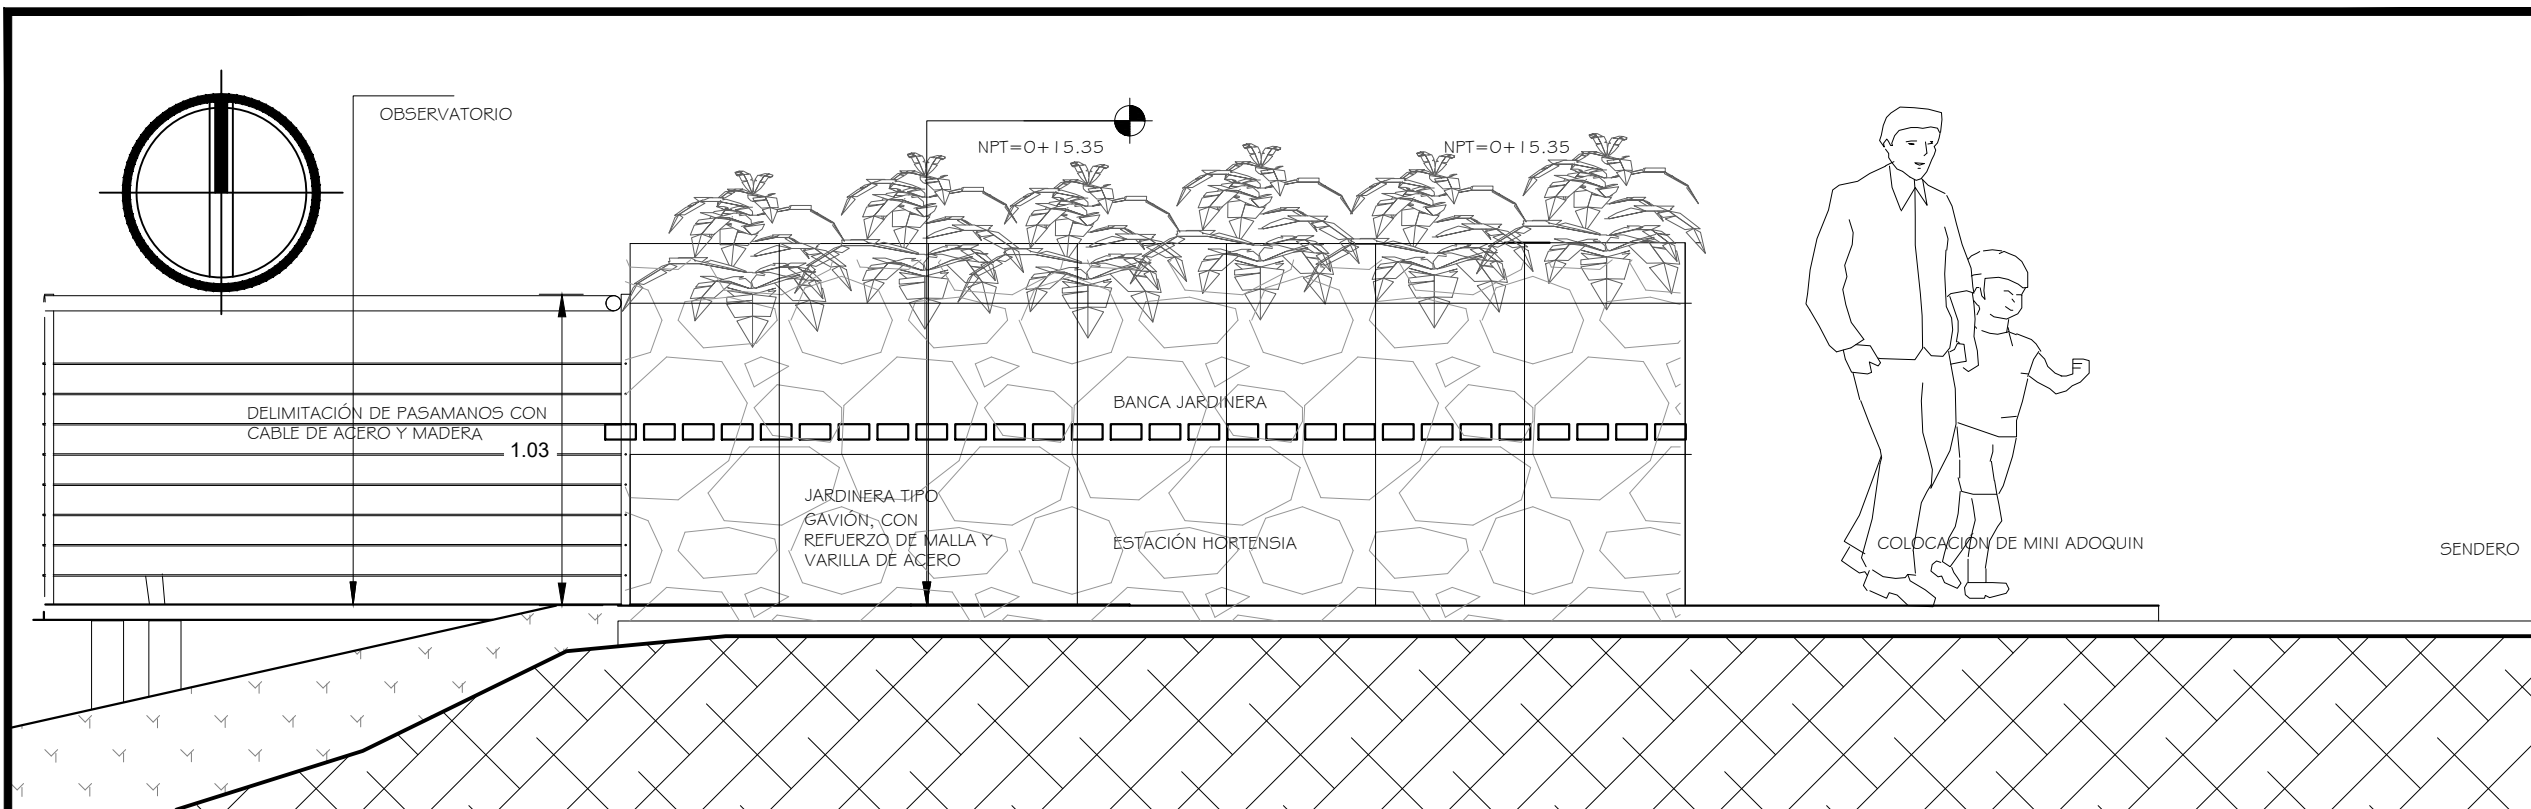 OBSERVATORIO
NPT=0+15.35
NPT=0+15.35
DELIMITACIÓN DE PASAMANOS CON
CABLE DE ACERO Y MADERA
1.03
BANCA JARDINERA
JARDINERA TIPO
GAVIÓN, CON
REFUERZO DE MALLA Y
VARILLA DE ACERO
ESTACIÓN HORTENSIA
COLOCACIÓN DE MINI ADOQUIN
SENDERO